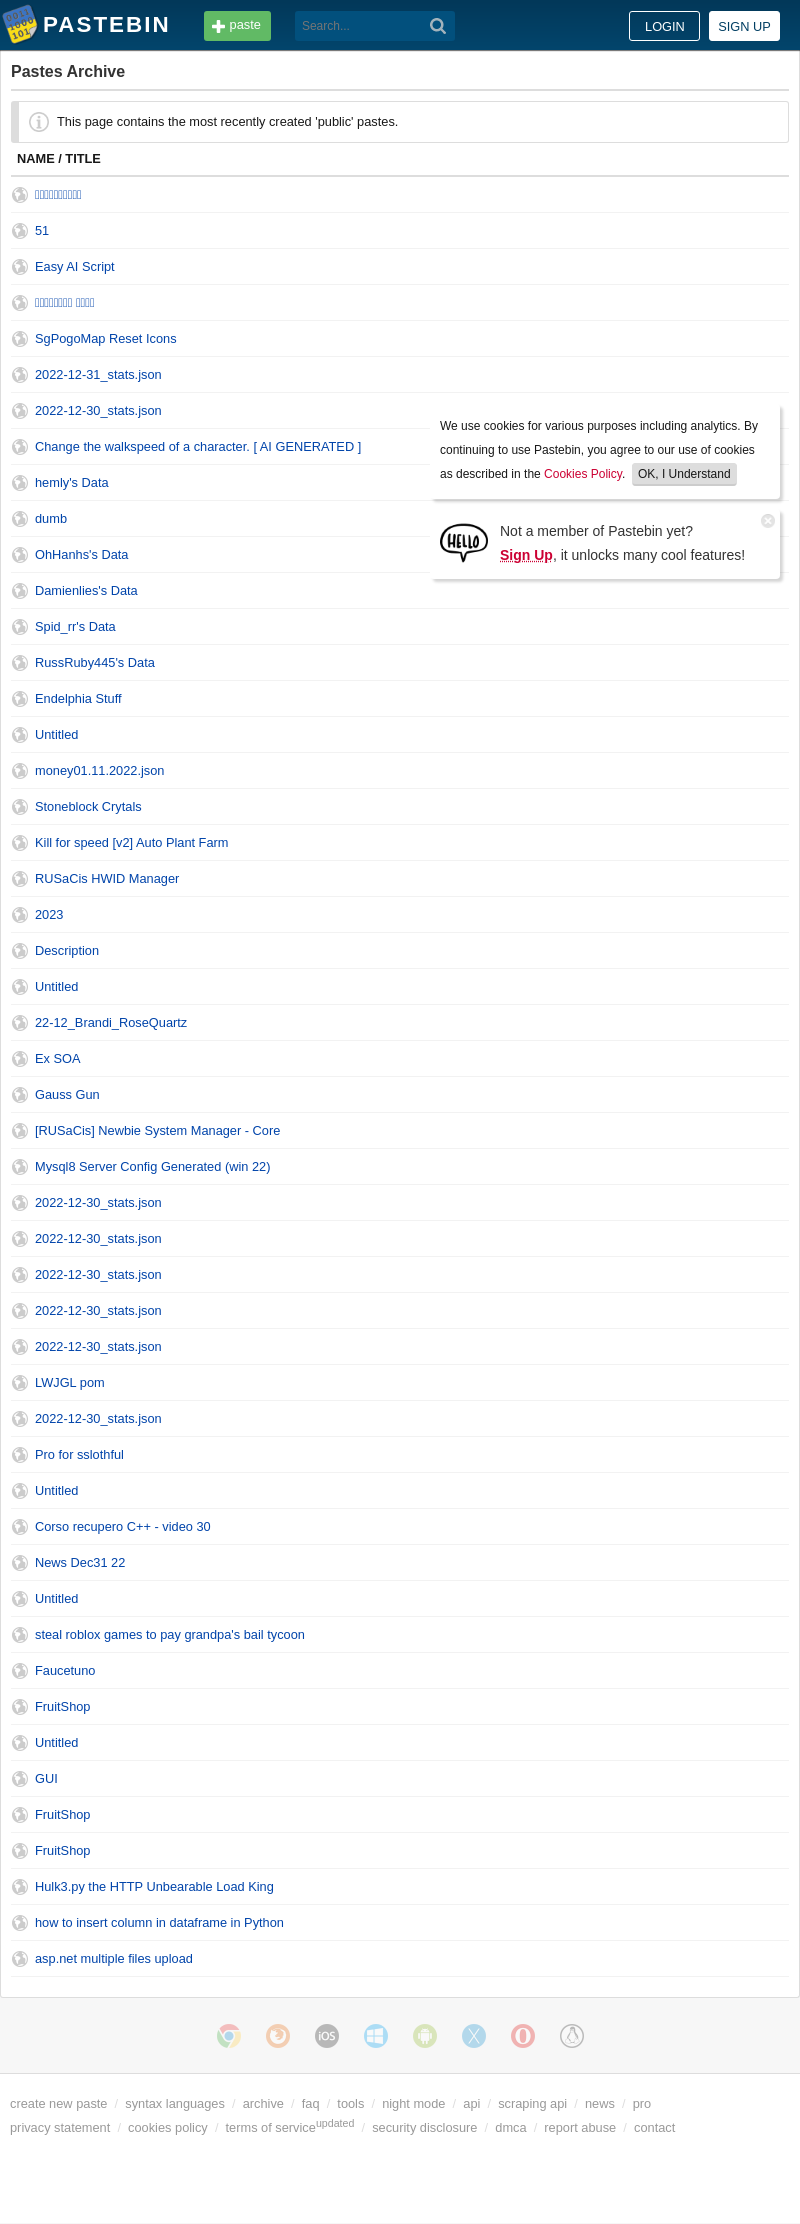 PASTEBIN
paste
Search...
LOGIN
SIGN UP
Pastes Archive
This page contains the most recently created 'public' pastes.
NAME / TITLE
51
Easy AI Script
SgPogoMap Reset Icons
2022-12-31_stats.json
2022-12-30_stats.json
Change the walkspeed of a character. [ AI GENERATED ]
hemly's Data
dumb
OhHanhs's Data
Damienlies's Data
Spid_rr's Data
RussRuby445's Data
Endelphia Stuff
Untitled
money01.11.2022.json
Stoneblock Crytals
Kill for speed [v2] Auto Plant Farm
RUSaCis HWID Manager
2023
Description
Untitled
22-12_Brandi_RoseQuartz
Ex SOA
Gauss Gun
[RUSaCis] Newbie System Manager - Core
Mysql8 Server Config Generated (win 22)
2022-12-30_stats.json
2022-12-30_stats.json
2022-12-30_stats.json
2022-12-30_stats.json
2022-12-30_stats.json
LWJGL pom
2022-12-30_stats.json
Pro for sslothful
Untitled
Corso recupero C++ - video 30
News Dec31 22
Untitled
steal roblox games to pay grandpa's bail tycoon
Faucetuno
FruitShop
Untitled
GUI
FruitShop
FruitShop
Hulk3.py the HTTP Unbearable Load King
how to insert column in dataframe in Python
asp.net multiple files upload
We use cookies for various purposes including analytics. By
continuing to use Pastebin, you agree to our use of cookies
as described in the Cookies Policy. OK, I Understand
HELLO
Not a member of Pastebin yet?
Sign Up, it unlocks many cool features!
iOS
create new paste / syntax languages / archive / faq / tools / night mode / api / scraping api / news / pro
privacy statement / cookies policy / terms of service updated / security disclosure / dmca / report abuse / contact